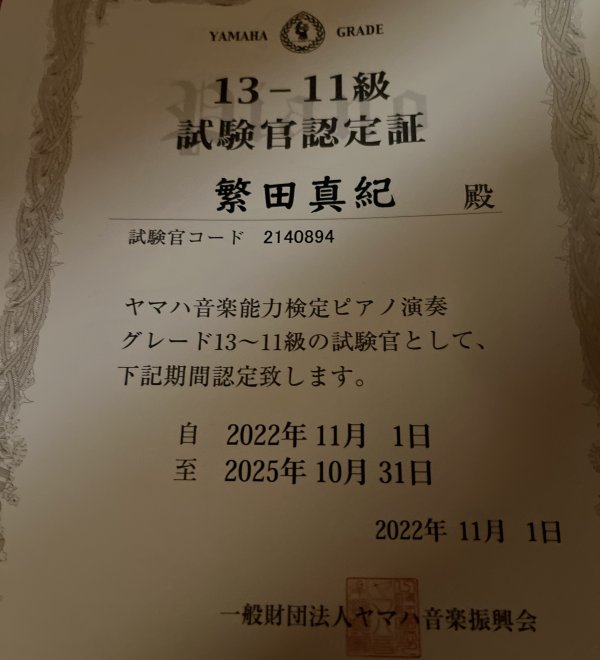 YAMAHA GRADE
13-11級
試験官認定証
繁田真紀 殿
試験官コード 2140894
ヤマハ音楽能力検定ピアノ演奏
グレード13〜11級の試験官として、
下記期間認定致します。
自 2022年 11月 1日
至 2025年 10月 31日
2022年 11月 1日
一般財団法人ヤマハ音楽振興会